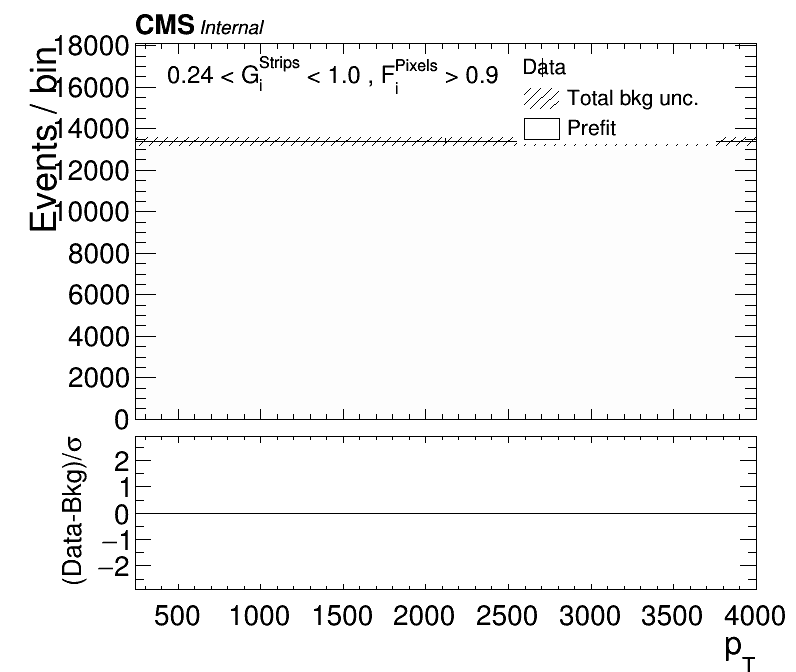 CMS Internal
Events / bin
18000
16000
14000
12000
10000
8000
6000
4000
2000
0
0.24 < G_i^Strips < 1.0 , F_i^Pixels > 0.9
Data
Total bkg unc.
Prefit
(Data-Bkg)/σ
2
1
0
−1
−2
500 1000 1500 2000 2500 3000 3500 4000
p_T